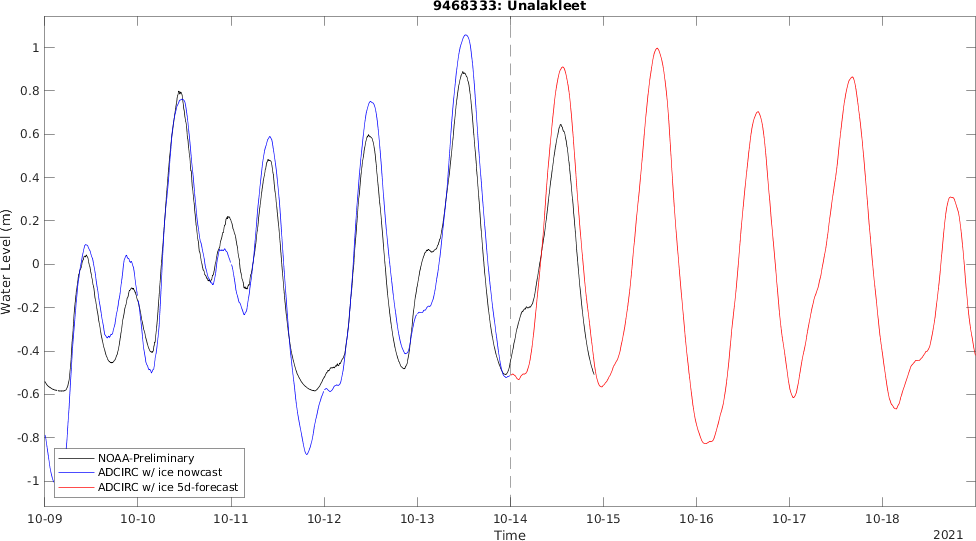 9468333: Unalakleet
Water Level (m)
1
0.8
0.6
0.4
0.2
0
-0.2
-0.4
-0.6
-0.8
-1
NOAA-Preliminary
ADCIRC w/ ice nowcast
ADCIRC w/ ice 5d-forecast
10-09 10-10 10-11 10-12 10-13 10-14 10-15 10-16 10-17 10-18
Time
2021